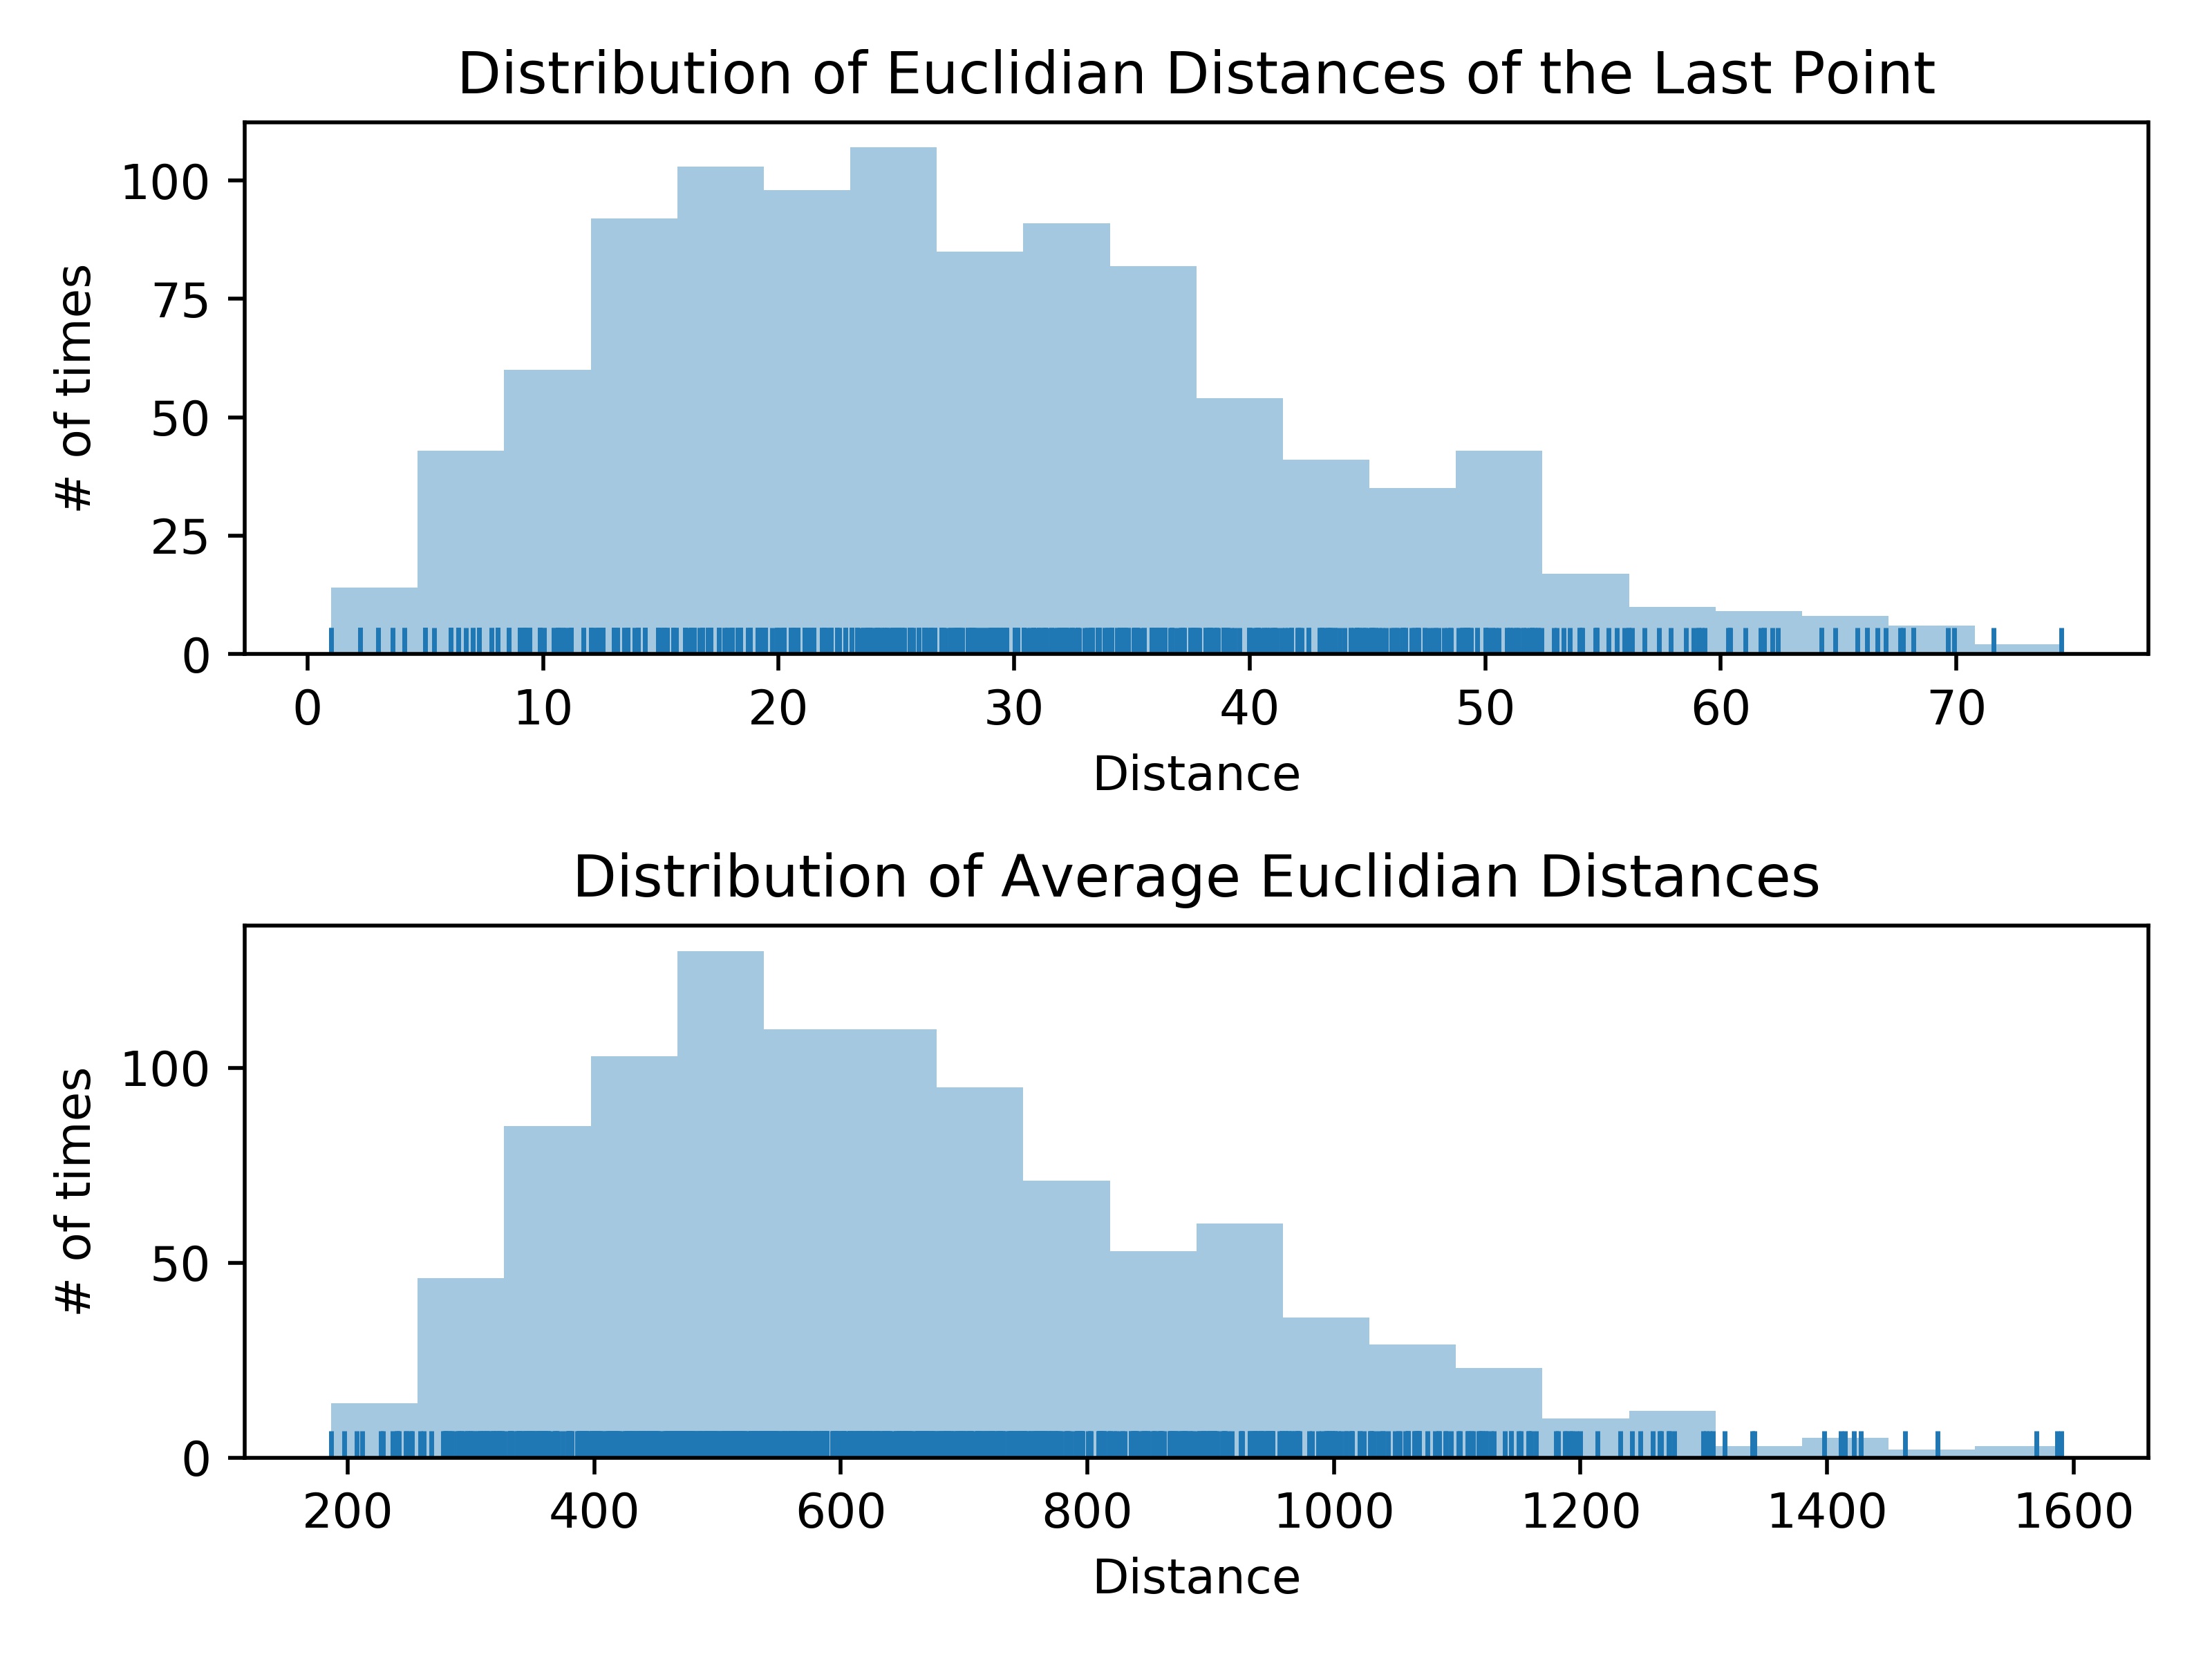 Distribution of Euclidian Distances of the Last Point
# of times
100
75
50
25
0
0 10 20 30 40 50 60 70
Distance
Distribution of Average Euclidian Distances
# of times
100
50
0
200 400 600 800 1000 1200 1400 1600
Distance